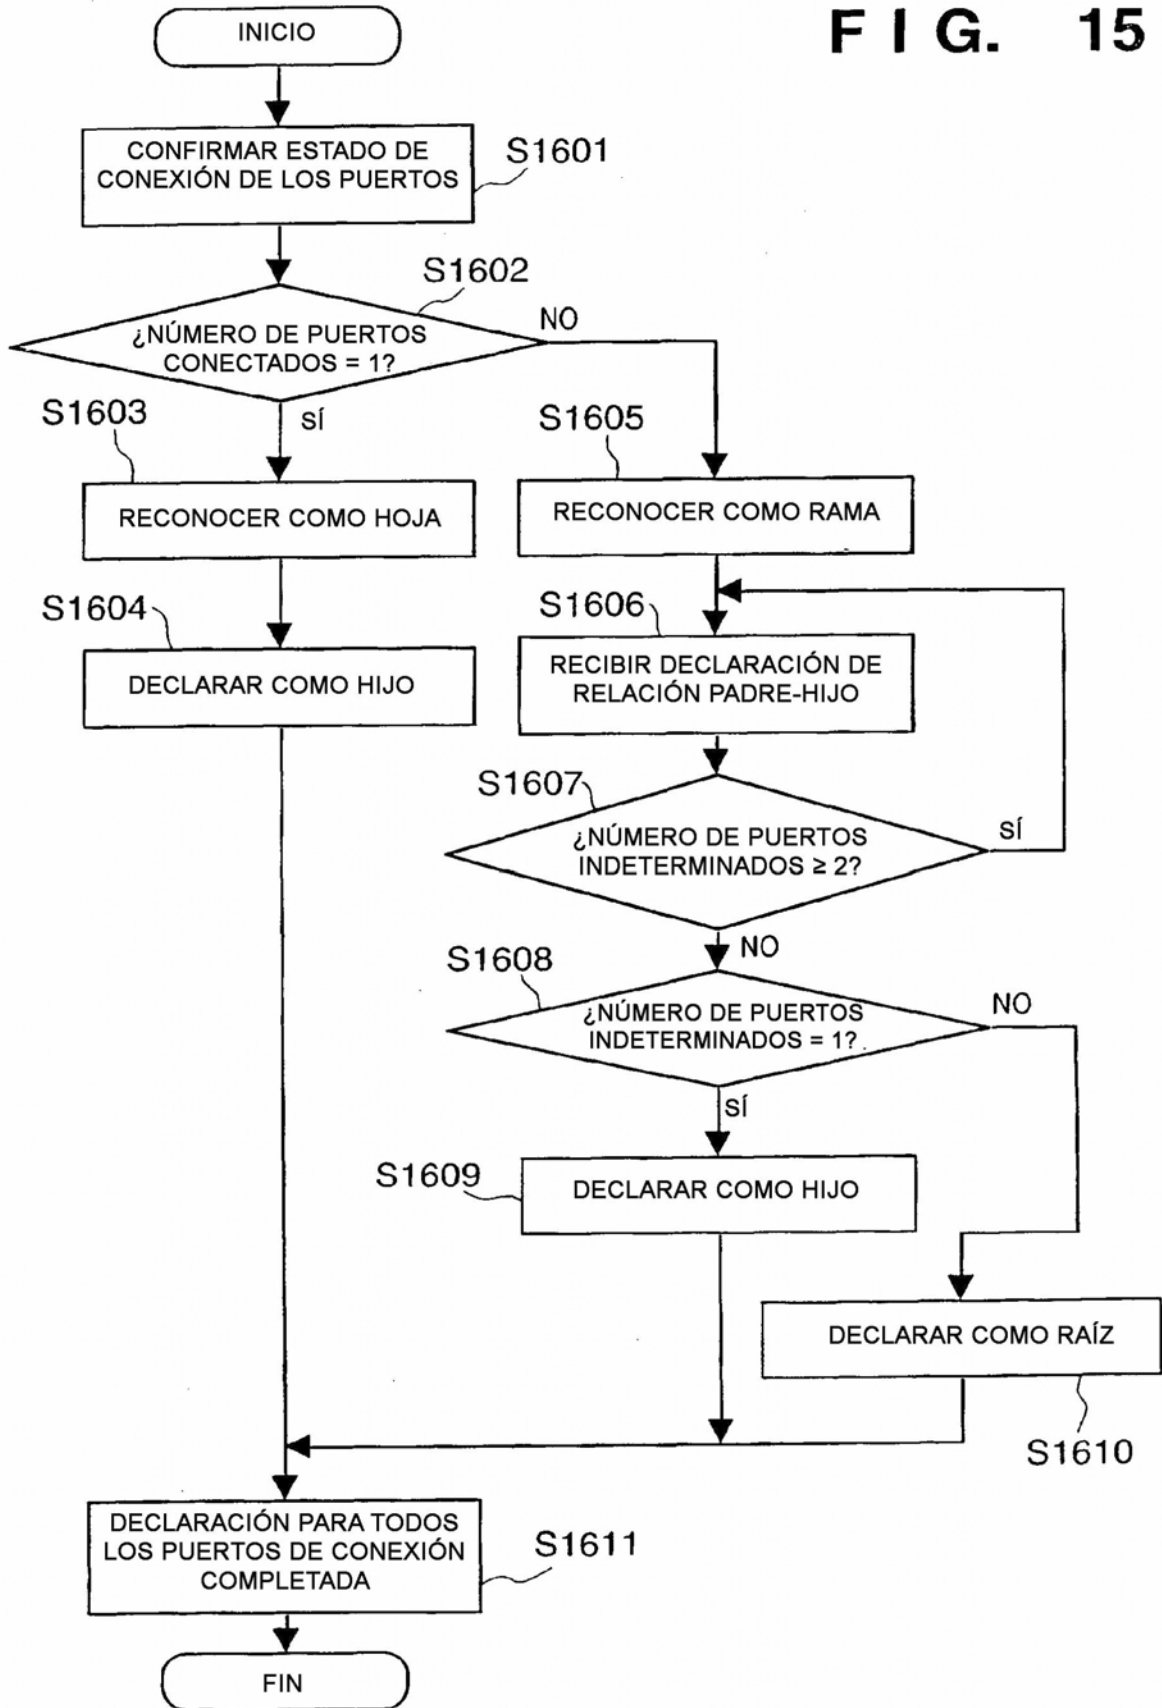 FIG. 15
INICIO
CONFIRMAR ESTADO DE
CONEXIÓN DE LOS PUERTOS
S1601
S1602
¿NÚMERO DE PUERTOS
CONECTADOS = 1?
NO
SÍ
S1603
RECONOCER COMO HOJA
S1605
RECONOCER COMO RAMA
S1604
DECLARAR COMO HIJO
S1606
RECIBIR DECLARACIÓN DE
RELACIÓN PADRE-HIJO
S1607
¿NÚMERO DE PUERTOS
INDETERMINADOS ≥ 2?
SÍ
NO
S1608
¿NÚMERO DE PUERTOS
INDETERMINADOS = 1?
NO
SÍ
S1609
DECLARAR COMO HIJO
DECLARAR COMO RAÍZ
S1610
DECLARACIÓN PARA TODOS
LOS PUERTOS DE CONEXIÓN
COMPLETADA
S1611
FIN